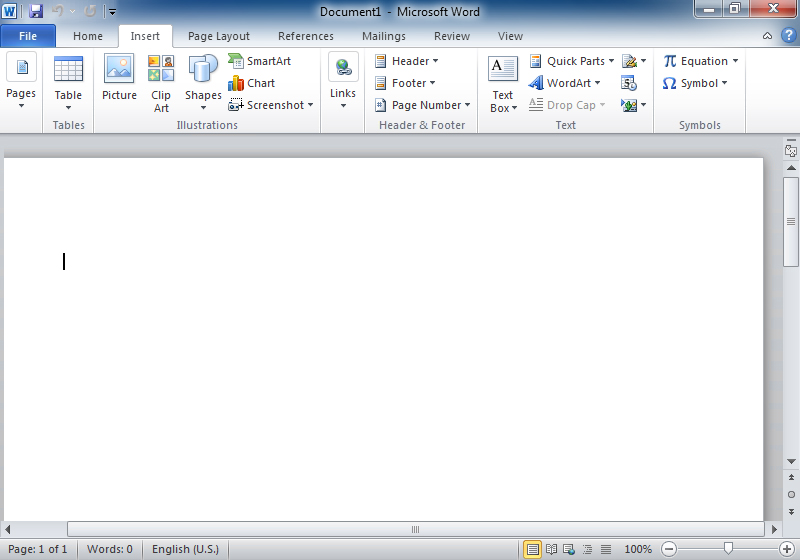 Document1 - Microsoft Word
File Home Insert Page Layout References Mailings Review View
Pages
Table
Tables
Picture
Clip
Art
Shapes
SmartArt
Chart
Screenshot
Illustrations
Links
Header
Footer
Page Number
Header & Footer
A
Text
Box
Quick Parts
WordArt
Drop Cap
Text
Equation
Symbol
Symbols
Page: 1 of 1 Words: 0 English (U.S.) 100%